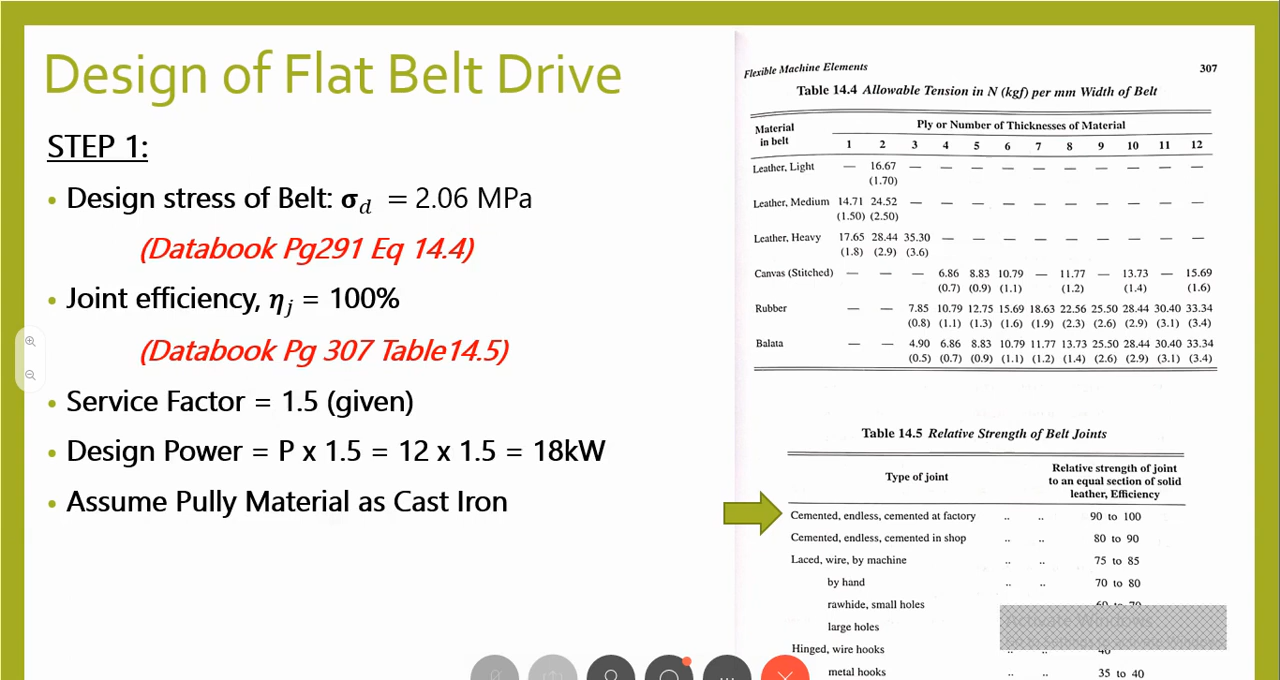 Design of Flat Belt Drive
STEP 1:
• Design stress of Belt: σd = 2.06 MPa
(Databook Pg291 Eq 14.4)
• Joint efficiency, ηj = 100%
(Databook Pg 307 Table14.5)
• Service Factor = 1.5 (given)
• Design Power = P x 1.5 = 12 x 1.5 = 18kW
• Assume Pully Material as Cast Iron
Flexible Machine Elements 307
Table 14.4 Allowable Tension in N (kgf) per mm Width of Belt
Material in belt
Ply or Number of Thicknesses of Material
1 2 3 4 5 6 7 8 9 10 11 12
Leather, Light — 16.67 — — — — — — — — — —
(1.70)
Leather, Medium 14.71 24.52 — — — — — — — — — —
(1.50) (2.50)
Leather, Heavy 17.65 28.44 35.30 — — — — — — — — —
(1.8) (2.9) (3.6)
Canvas (Stitched) — — — 6.86 8.83 10.79 — 11.77 — 13.73 — 15.69
(0.7) (0.9) (1.1) (1.2) (1.4) (1.6)
Rubber — — 7.85 10.79 12.75 15.69 18.63 22.56 25.50 28.44 30.40 33.34
(0.8) (1.1) (1.3) (1.6) (1.9) (2.3) (2.6) (2.9) (3.1) (3.4)
Balata — — 4.90 6.86 8.83 10.79 11.77 13.73 25.50 28.44 30.40 33.34
(0.5) (0.7) (0.9) (1.1) (1.2) (1.4) (2.6) (2.9) (3.1) (3.4)
Table 14.5 Relative Strength of Belt Joints
Type of joint
Relative strength of joint
to an equal section of solid
leather, Efficiency
Cemented, endless, cemented at factory .. .. 90 to 100
Cemented, endless, cemented in shop .. .. 80 to 90
Laced, wire, by machine .. .. 75 to 85
by hand .. .. 70 to 80
rawhide, small holes 60 to 70
large holes
Hinged, wire hooks .. .. 40
metal hooks .. .. 35 to 40